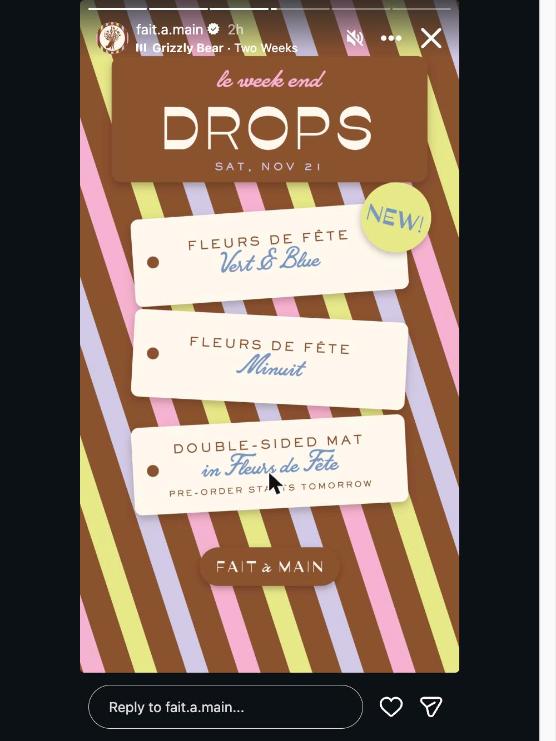 fait.a.main 2h
Grizzly Bear · Two Weeks
le week end
DROPS
SAT, NOV 21
NEW!
FLEURS DE FÊTE
Vert & Blue
FLEURS DE FÊTE
Minuit
DOUBLE-SIDED MAT
in Fleurs de Fête
PRE-ORDER STARTS TOMORROW
FAIT à MAIN
Reply to fait.a.main...